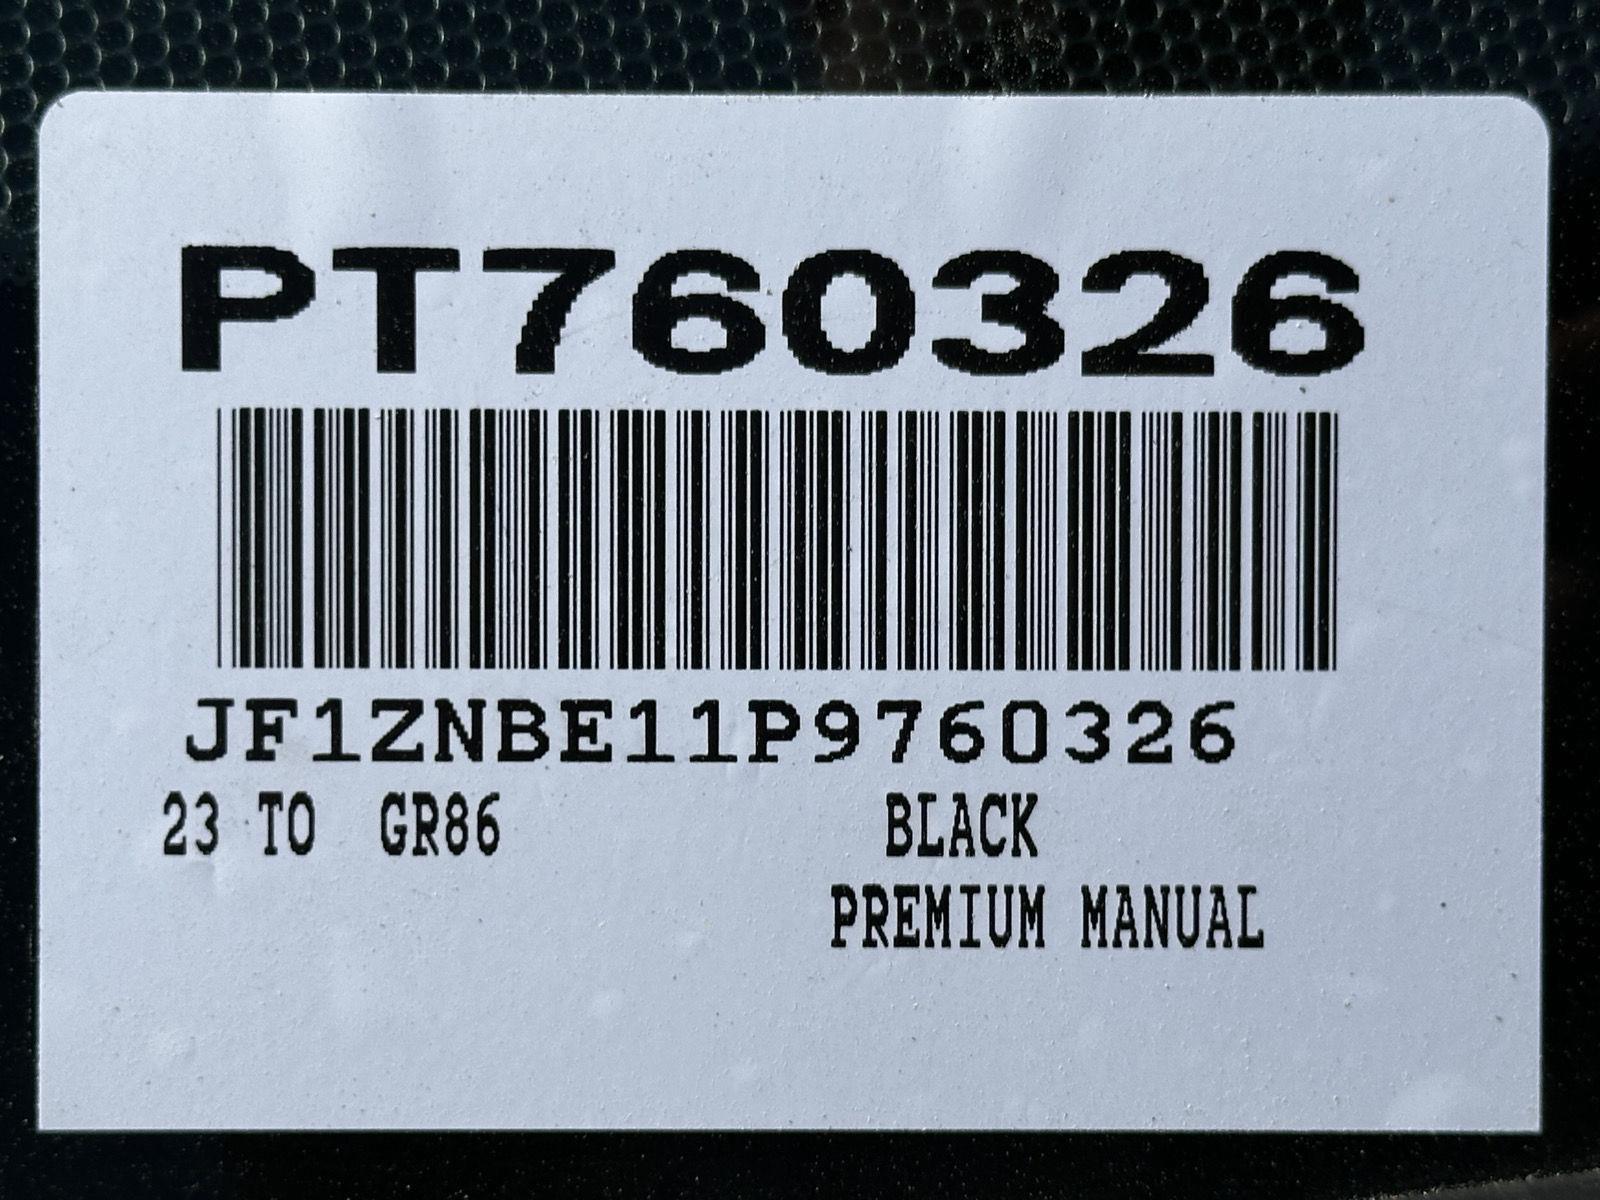 PT760326
JF1ZNBE11P9760326
23 TO GR86 BLACK
PREMIUM MANUAL